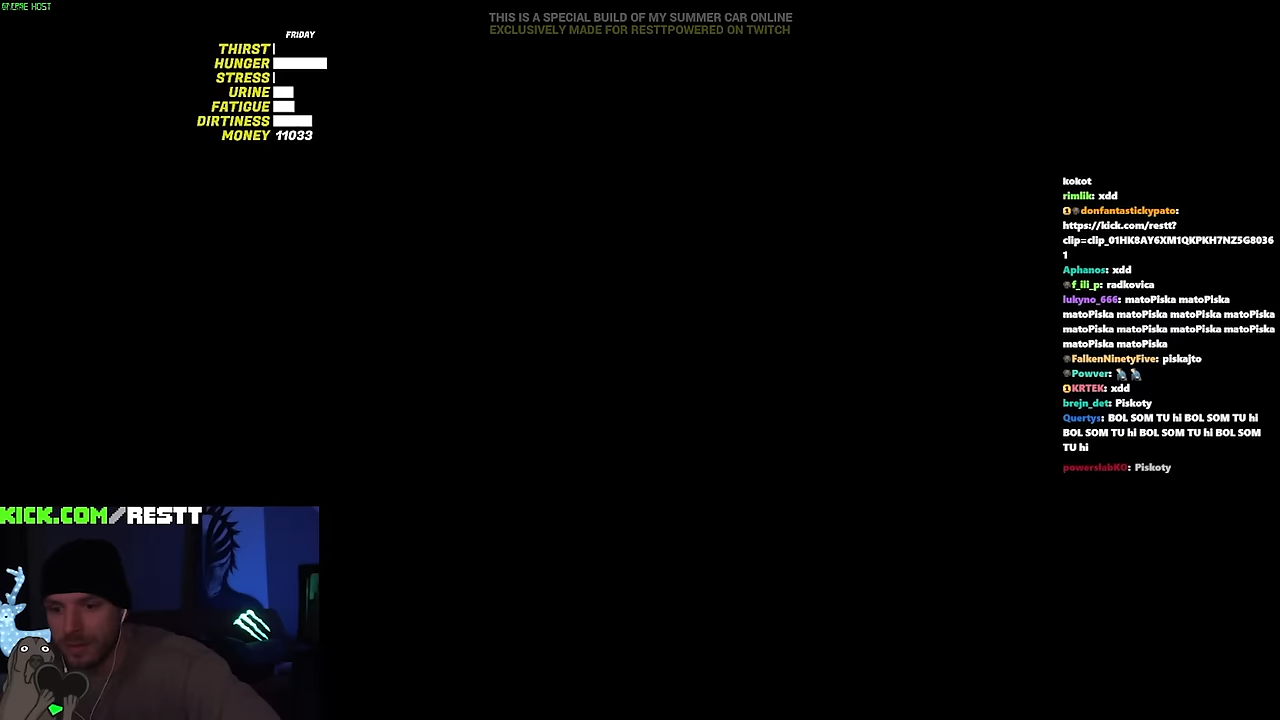 THIS IS A SPECIAL BUILD OF MY SUMMER CAR ONLINE
EXCLUSIVELY MADE FOR RESTTPOWERED ON TWITCH
FRIDAY
THIRST
HUNGER
STRESS
URINE
FATIGUE
DIRTINESS
MONEY 11033
kokot
rimlik: xdd
donfantastickypato:
https://kick.com/restt?
clip=clip_01HK8AY6XM1QKPKH7NZ5G8036
1
Aphanos: xdd
f_ili_p: radkovica
lukyno_666: matoPiska matoPiska
matoPiska matoPiska matoPiska matoPiska
matoPiska matoPiska matoPiska matoPiska
matoPiska matoPiska
FalkenNinetyFive: piskajto
Powver:
KRTEK: xdd
brejn_det: Piskoty
Quertys: BOL SOM TU hi BOL SOM TU hi
BOL SOM TU hi BOL SOM TU hi BOL SOM
TU hi
powerslabKO: Piskoty
KICK.COM/RESTT